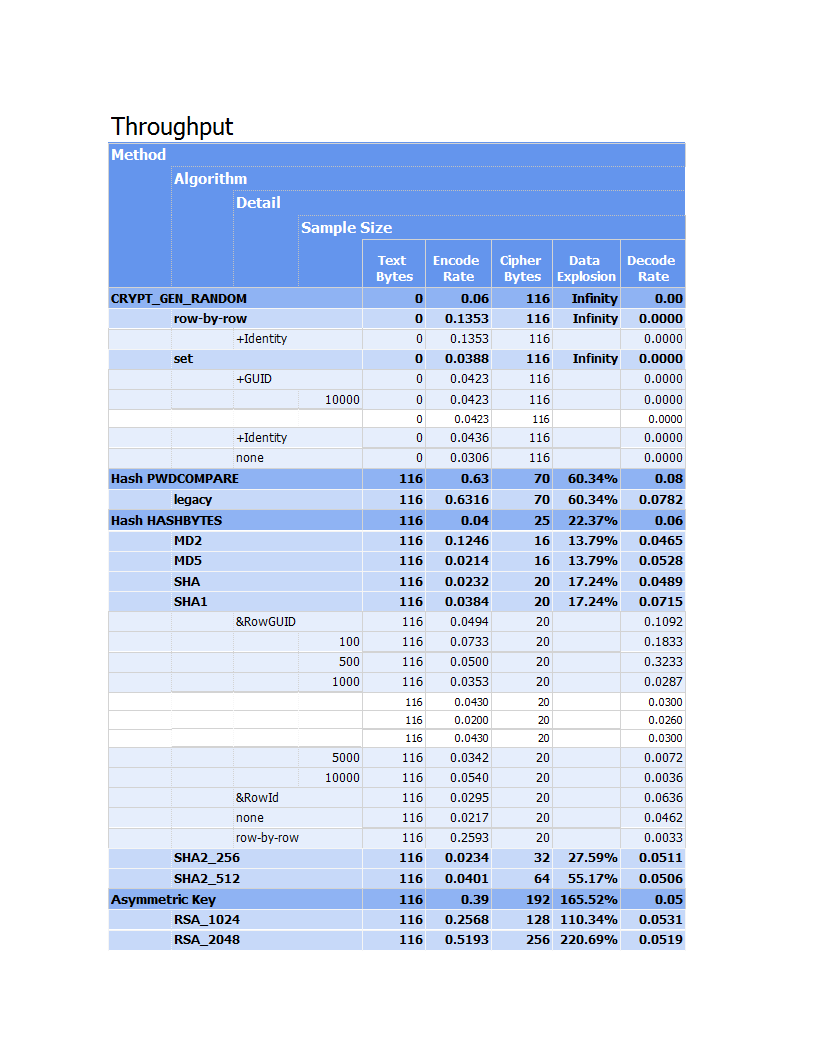 Throughput
Method
Algorithm
Detail
Sample Size
Text Encode Cipher Data Decode
Bytes Rate Bytes Explosion Rate
CRYPT_GEN_RANDOM 0 0.06 116 Infinity 0.00
row-by-row 0 0.1353 116 Infinity 0.0000
+Identity 0 0.1353 116 0.0000
set 0 0.0388 116 Infinity 0.0000
+GUID 0 0.0423 116 0.0000
10000 0 0.0423 116 0.0000
0 0.0423 116 0.0000
+Identity 0 0.0436 116 0.0000
none 0 0.0306 116 0.0000
Hash PWDCOMPARE 116 0.63 70 60.34% 0.08
legacy 116 0.6316 70 60.34% 0.0782
Hash HASHBYTES 116 0.04 25 22.37% 0.06
MD2 116 0.1246 16 13.79% 0.0465
MD5 116 0.0214 16 13.79% 0.0528
SHA 116 0.0232 20 17.24% 0.0489
SHA1 116 0.0384 20 17.24% 0.0715
&RowGUID 116 0.0494 20 0.1092
100 116 0.0733 20 0.1833
500 116 0.0500 20 0.3233
1000 116 0.0353 20 0.0287
116 0.0430 20 0.0300
116 0.0200 20 0.0260
116 0.0430 20 0.0300
5000 116 0.0342 20 0.0072
10000 116 0.0540 20 0.0036
&RowId 116 0.0295 20 0.0636
none 116 0.0217 20 0.0462
row-by-row 116 0.2593 20 0.0033
SHA2_256 116 0.0234 32 27.59% 0.0511
SHA2_512 116 0.0401 64 55.17% 0.0506
Asymmetric Key 116 0.39 192 165.52% 0.05
RSA_1024 116 0.2568 128 110.34% 0.0531
RSA_2048 116 0.5193 256 220.69% 0.0519